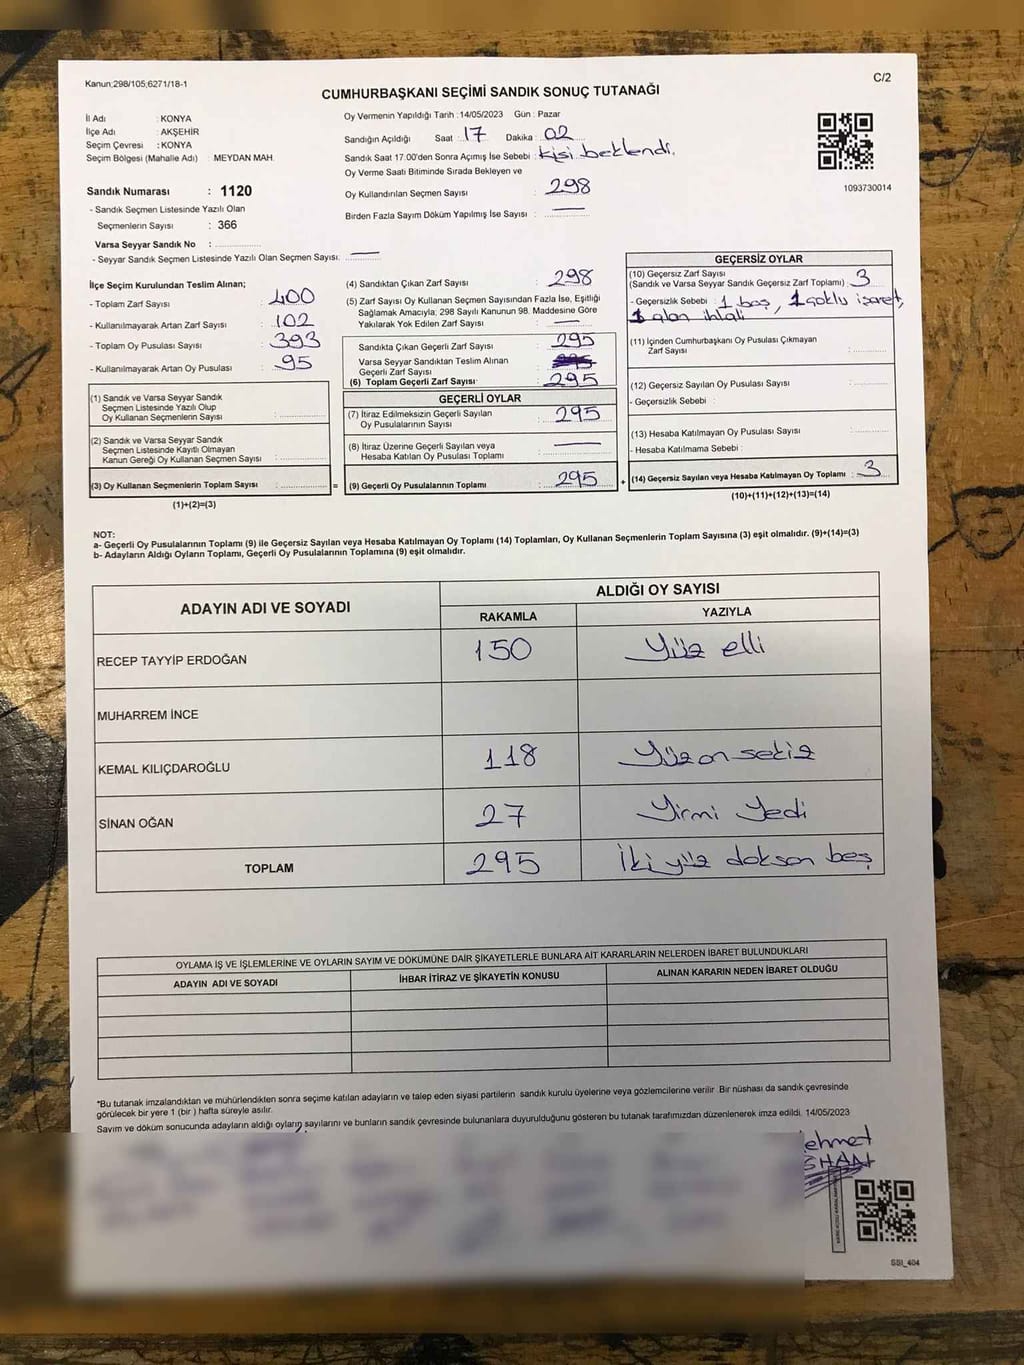 Kanun;298/105;6271/18-1
C/2
CUMHURBAŞKANI SEÇİMİ SANDIK SONUÇ TUTANAĞI
İl Adı : KONYA
İlçe Adı : AKŞEHİR
Seçim Çevresi : KONYA
Seçim Bölgesi (Mahalle Adı) : MEYDAN MAH.
Sandık Numarası : 1120
- Sandık Seçmen Listesinde Yazılı Olan
Seçmenlerin Sayısı : 366
Varsa Seyyar Sandık No :
- Seyyar Sandık Seçmen Listesinde Yazılı Olan Seçmen Sayısı: —
Oy Vermenin Yapıldığı Tarih :14/05/2023 Gün : Pazar
Sandığın Açıldığı Saat : 17 Dakika : 02
Sandık Saat 17.00'den Sonra Açımış İse Sebebi : Kişi beklendi.
Oy Verme Saati Bitiminde Sırada Bekleyen ve
Oy Kullandırılan Seçmen Sayısı : 298
Birden Fazla Sayım Döküm Yapılmış İse Sayısı : —
1093730014
İlçe Seçim Kurulundan Teslim Alınan;
- Toplam Zarf Sayısı : 400
- Kullanılmayarak Artan Zarf Sayısı : 102
- Toplam Oy Pusulası Sayısı : 393
- Kullanılmayarak Artan Oy Pusulası : 95
(1) Sandık ve Varsa Seyyar Sandık
Seçmen Listesinde Yazılı Olup
Oy Kullanan Seçmenlerin Sayısı :
(2) Sandık ve Varsa Seyyar Sandık
Seçmen Listesinde Kayıtlı Olmayan
Kanun Gereği Oy Kullanan Seçmen Sayısı :
(3) Oy Kullanan Seçmenlerin Toplam Sayısı : =
(1)+(2)=(3)
(4) Sandıktan Çıkan Zarf Sayısı : 298
(5) Zarf Sayısı Oy Kullanan Seçmen Sayısından Fazla İse, Eşitliği
Sağlamak Amacıyla; 298 Sayılı Kanunun 98. Maddesine Göre
Yakılarak Yok Edilen Zarf Sayısı : —
Sandıkta Çıkan Geçerli Zarf Sayısı : 295
Varsa Seyyar Sandıktan Teslim Alınan
Geçerli Zarf Sayısı :
(6) Toplam Geçerli Zarf Sayısı : 295
GEÇERLİ OYLAR
(7) İtiraz Edilmeksizin Geçerli Sayılan
Oy Pusulalarının Sayısı : 295
(8) İtiraz Üzerine Geçerli Sayılan veya
Hesaba Katılan Oy Pusulası Toplamı : —
(9) Geçerli Oy Pusulalarının Toplamı : 295 +
GEÇERSİZ OYLAR
(10) Geçersiz Zarf Sayısı
(Sandık ve Varsa Seyyar Sandık Geçersiz Zarf Toplamı) : 3
- Geçersizlik Sebebi : 1 boş, 1 çoklu işaret,
1 alan ihlali
(11) İçinden Cumhurbaşkanı Oy Pusulası Çıkmayan
Zarf Sayısı :
(12) Geçersiz Sayılan Oy Pusulası Sayısı :
- Geçersizlik Sebebi :
(13) Hesaba Katılmayan Oy Pusulası Sayısı :
- Hesaba Katılmama Sebebi :
(14) Geçersiz Sayılan veya Hesaba Katılmayan Oy Toplamı : 3
(10)+(11)+(12)+(13)=(14)
NOT:
a- Geçerli Oy Pusulalarının Toplamı (9) ile Geçersiz Sayılan veya Hesaba Katılmayan Oy Toplamı (14) Toplamları, Oy Kullanan Seçmenlerin Toplam Sayısına (3) eşit olmalıdır. (9)+(14)=(3)
b- Adayların Aldığı Oyların Toplamı, Geçerli Oy Pusulalarının Toplamına (9) eşit olmalıdır.
ADAYIN ADI VE SOYADI
ALDIĞI OY SAYISI
RAKAMLA YAZIYLA
RECEP TAYYİP ERDOĞAN 150 Yüz elli
MUHARREM İNCE
KEMAL KILIÇDAROĞLU 118 Yüz on sekiz
SİNAN OĞAN 27 Yirmi Yedi
TOPLAM 295 İki yüz doksan beş
OYLAMA İŞ VE İŞLEMLERİNE VE OYLARIN SAYIM VE DÖKÜMÜNE DAİR ŞİKAYETLERLE BUNLARA AİT KARARLARIN NELERDEN İBARET BULUNDUKLARI
ADAYIN ADI VE SOYADI İHBAR İTİRAZ VE ŞİKAYETİN KONUSU ALINAN KARARIN NEDEN İBARET OLDUĞU
*Bu tutanak imzalandıktan ve mühürlendikten sonra seçime katılan adayların ve talep eden siyasi partilerin sandık kurulu üyelerine veya gözlemcilerine verilir .Bir nüshası da sandık çevresinde
görülecek bir yere 1 (bir ) hafta süreyle asılır.
Sayım ve döküm sonucunda adayların aldığı oyların sayılarını ve bunların sandık çevresinde bulunanlara duyurulduğunu gösteren bu tutanak tarafımızdan düzenlenerek imza edildi. 14/05/2023
ehmet
SSI_404